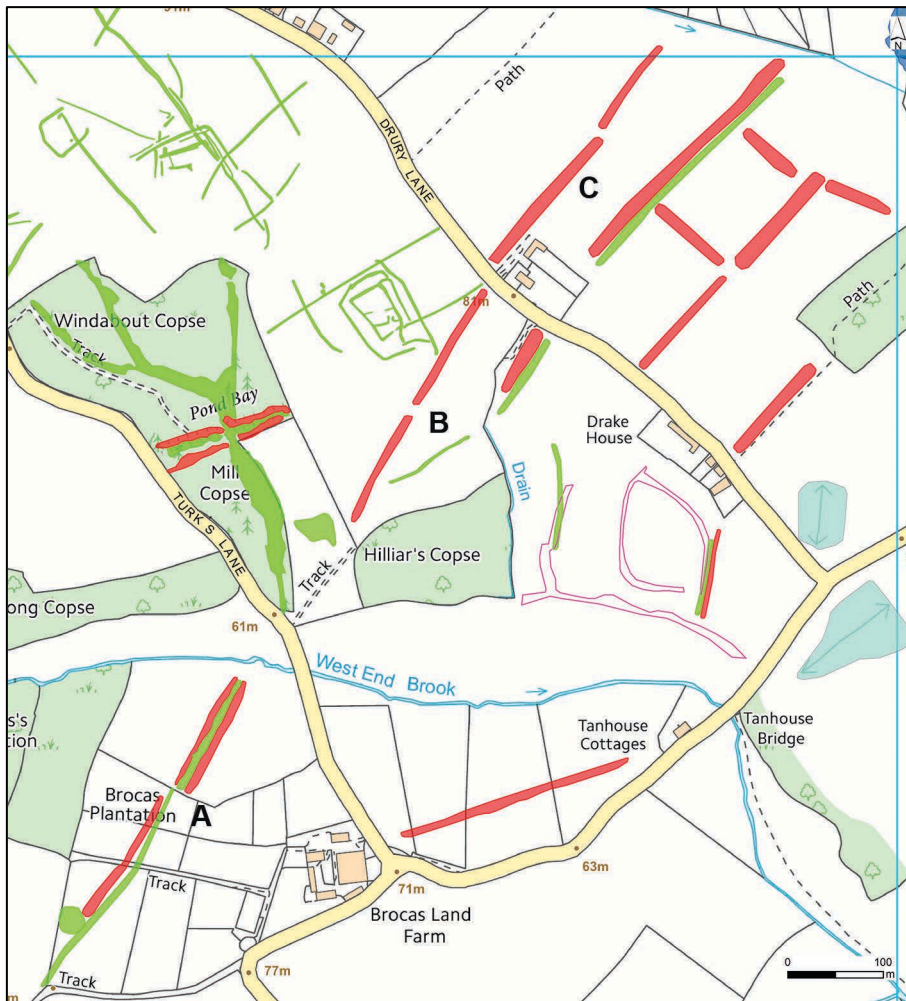 91m
N
Path
DRURY LANE
C
81m
Windabout Copse
Track
Pond Bay
Path
B
Drake
House
Mill
Copse
Drain
TURK'S LANE
Hilliar's Copse
Track
ong Copse
61m
West End Brook
s's
tion
Tanhouse
Cottages
Tanhouse
Bridge
Brocas
Plantation
A
63m
Track
71m
Brocas Land
Farm
77m
Track
0
100
m
m